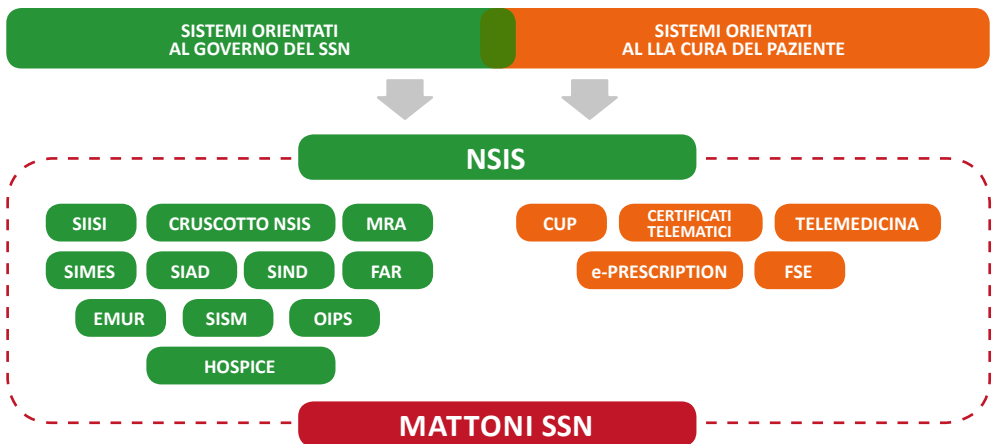 SISTEMI ORIENTATI
AL GOVERNO DEL SSN
SISTEMI ORIENTATI
AL LLA CURA DEL PAZIENTE
NSIS
SIISI
CRUSCOTTO NSIS
MRA
SIMES
SIAD
SIND
FAR
EMUR
SISM
OIPS
HOSPICE
CUP
CERTIFICATI
TELEMATICI
TELEMEDICINA
e-PRESCRIPTION
FSE
MATTONI SSN